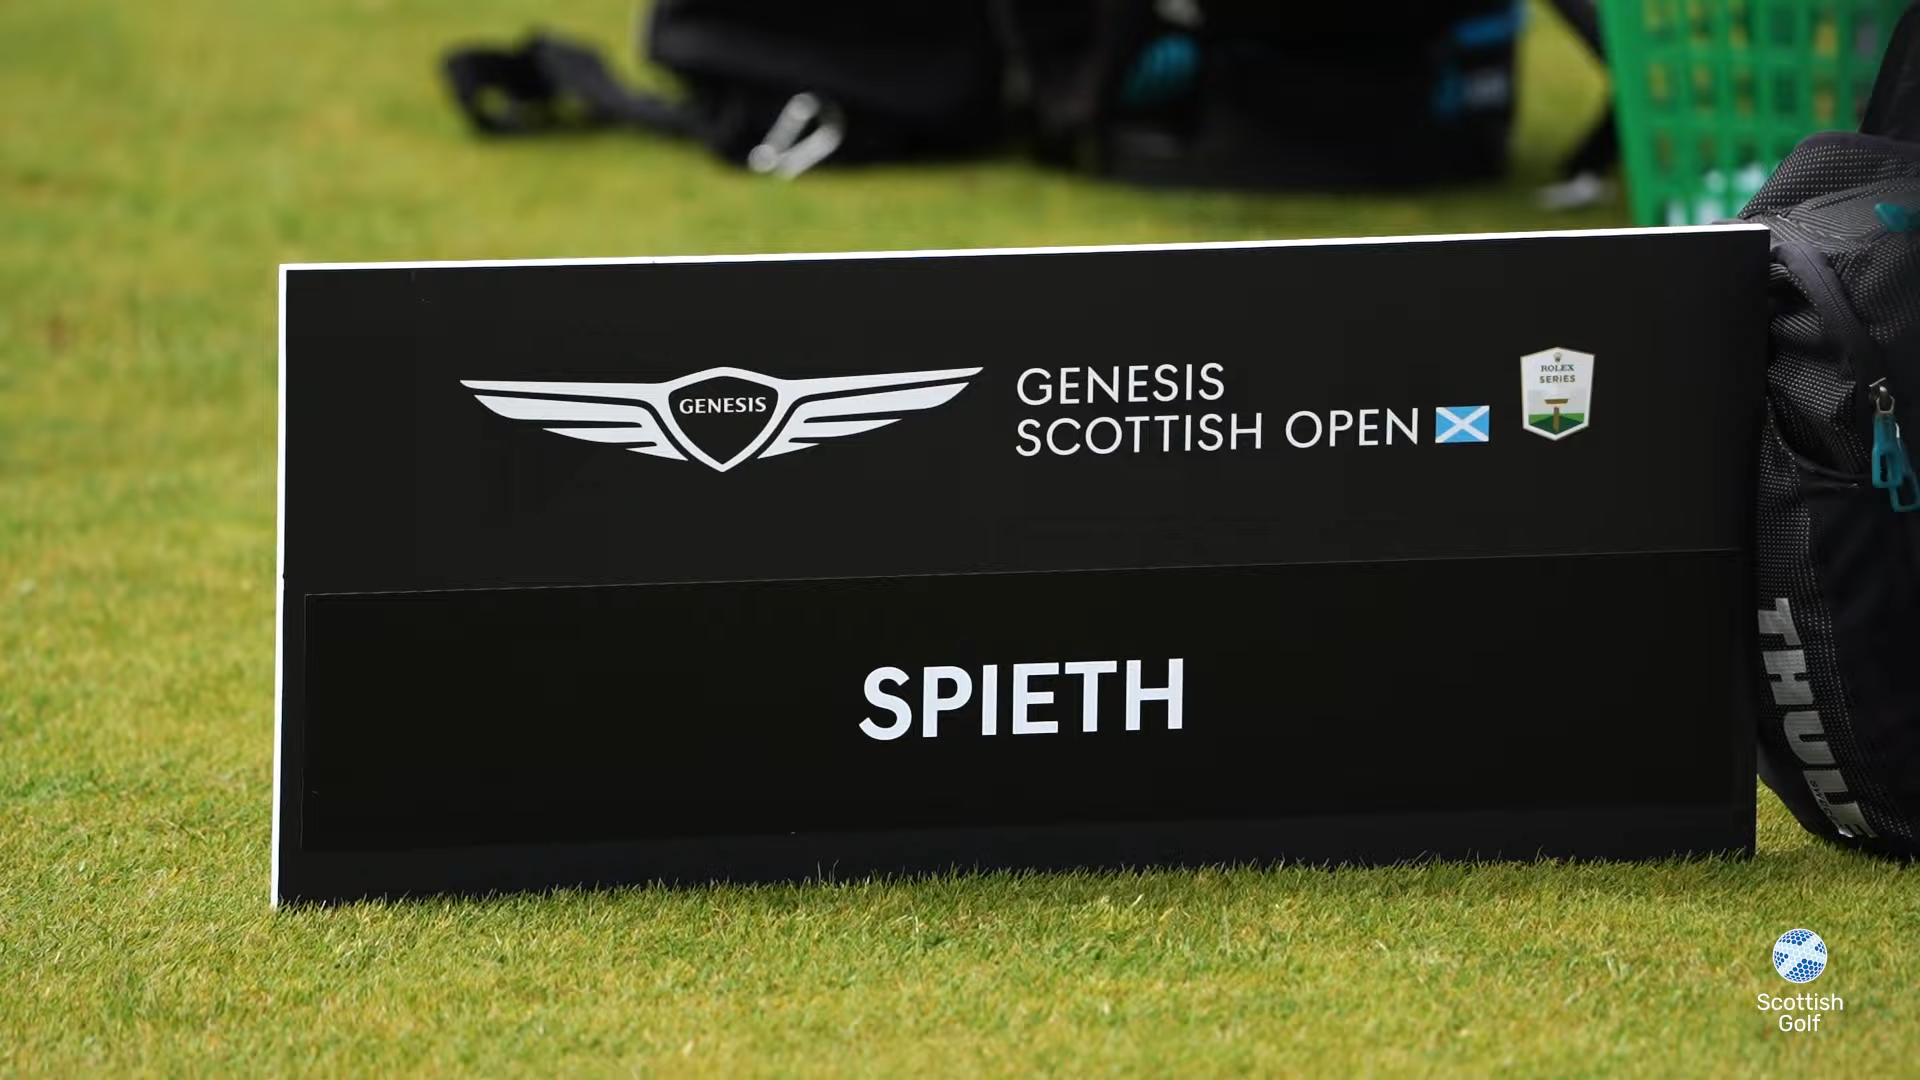 GENESIS
GENESIS
SCOTTISH OPEN
ROLEX
SERIES
SPIETH
THULE
Scottish
Golf